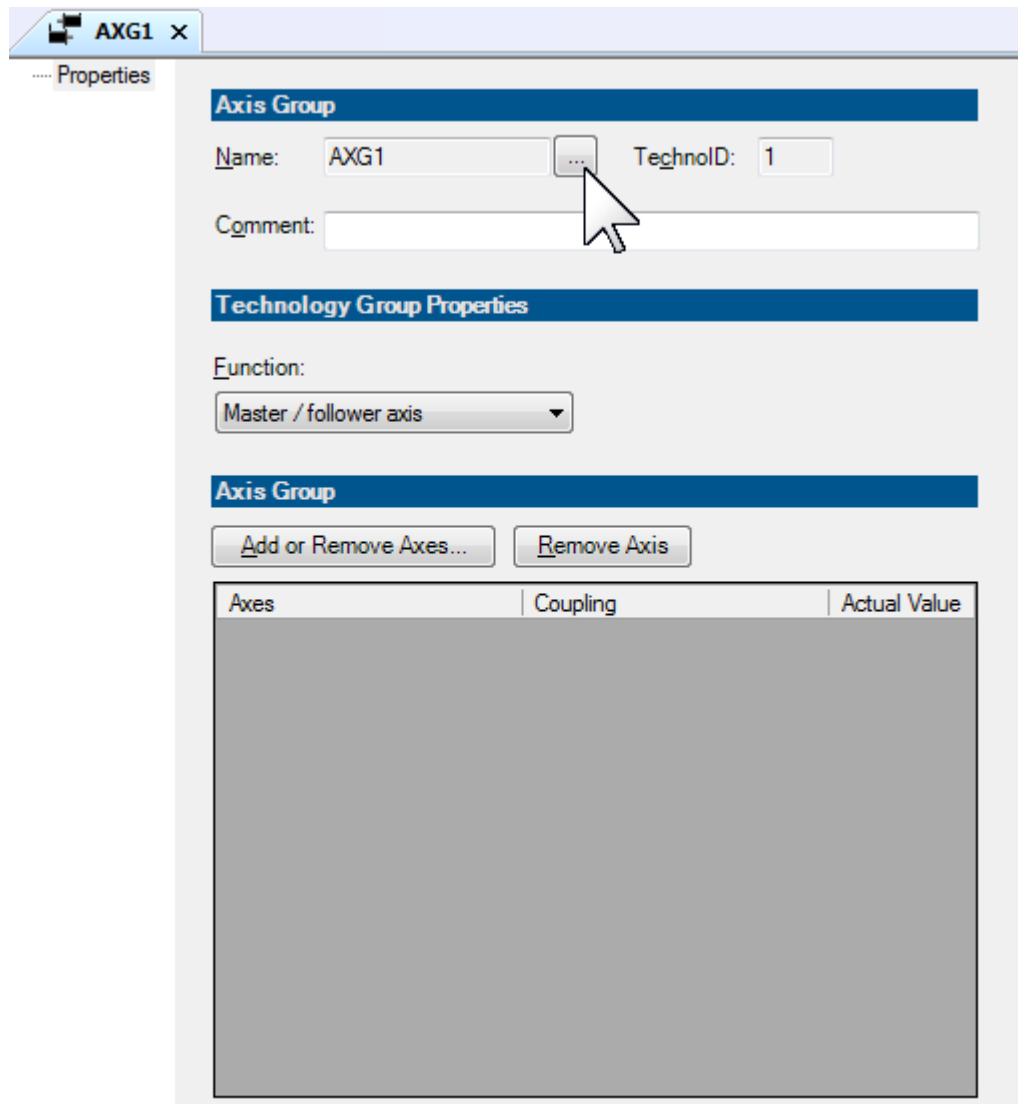 AXG1 x
Properties
Axis Group
Name: AXG1 ... TechnoID: 1
Comment:
Technology Group Properties
Function:
Master / follower axis
Axis Group
Add or Remove Axes... Remove Axis
Axes Coupling Actual Value